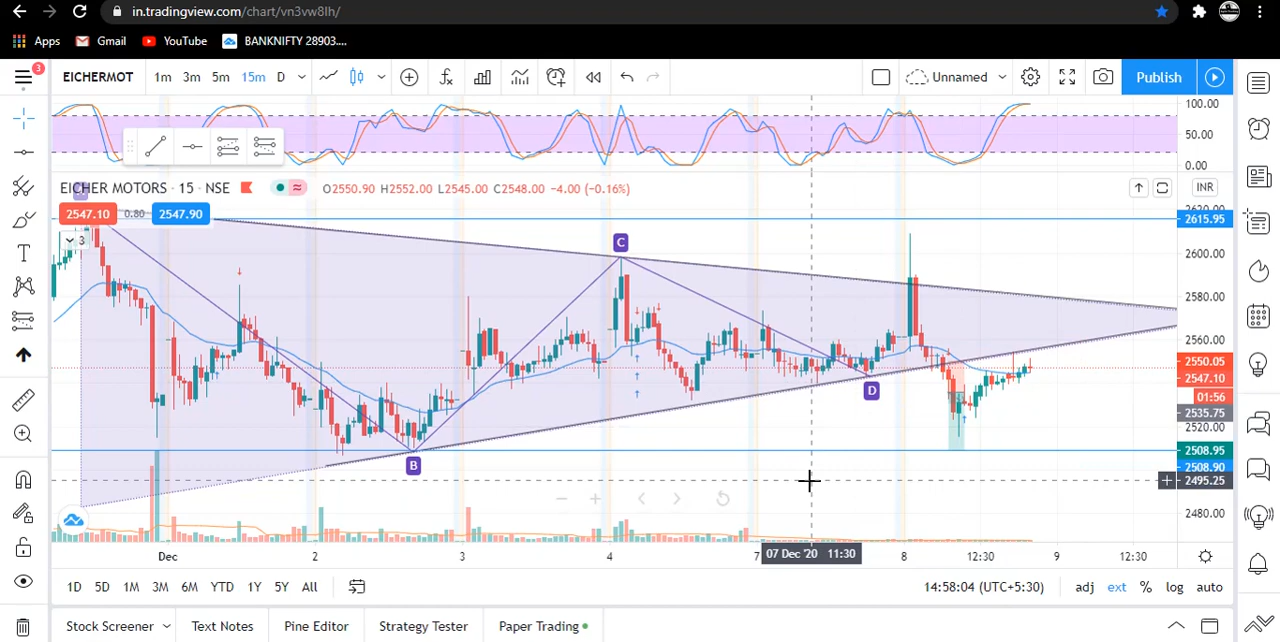 in.tradingview.com/chart/vn3vw8lh/
Apps Gmail YouTube BANKNIFTY 28903....
3 EICHERMOT 1m 3m 5m 15m D Unnamed Publish
100.00
50.00
0.00
EICHER MOTORS · 15 · NSE O2550.90 H2552.00 L2545.00 C2548.00 -4.00 (-0.16%) INR
2547.10 0.80 2547.90
2620.00
2615.95
3
C
2600.00
2580.00
2560.00
2550.05
2547.10
01:56
D
2535.75
2520.00
2508.95
B
2508.90
2495.25
2480.00
Dec 2 3 4 7 07 Dec '20 11:30 8 12:30 9 12:30
1D 5D 1M 3M 6M YTD 1Y 5Y All 14:58:04 (UTC+5:30) adj ext % log auto
Stock Screener Text Notes Pine Editor Strategy Tester Paper Trading